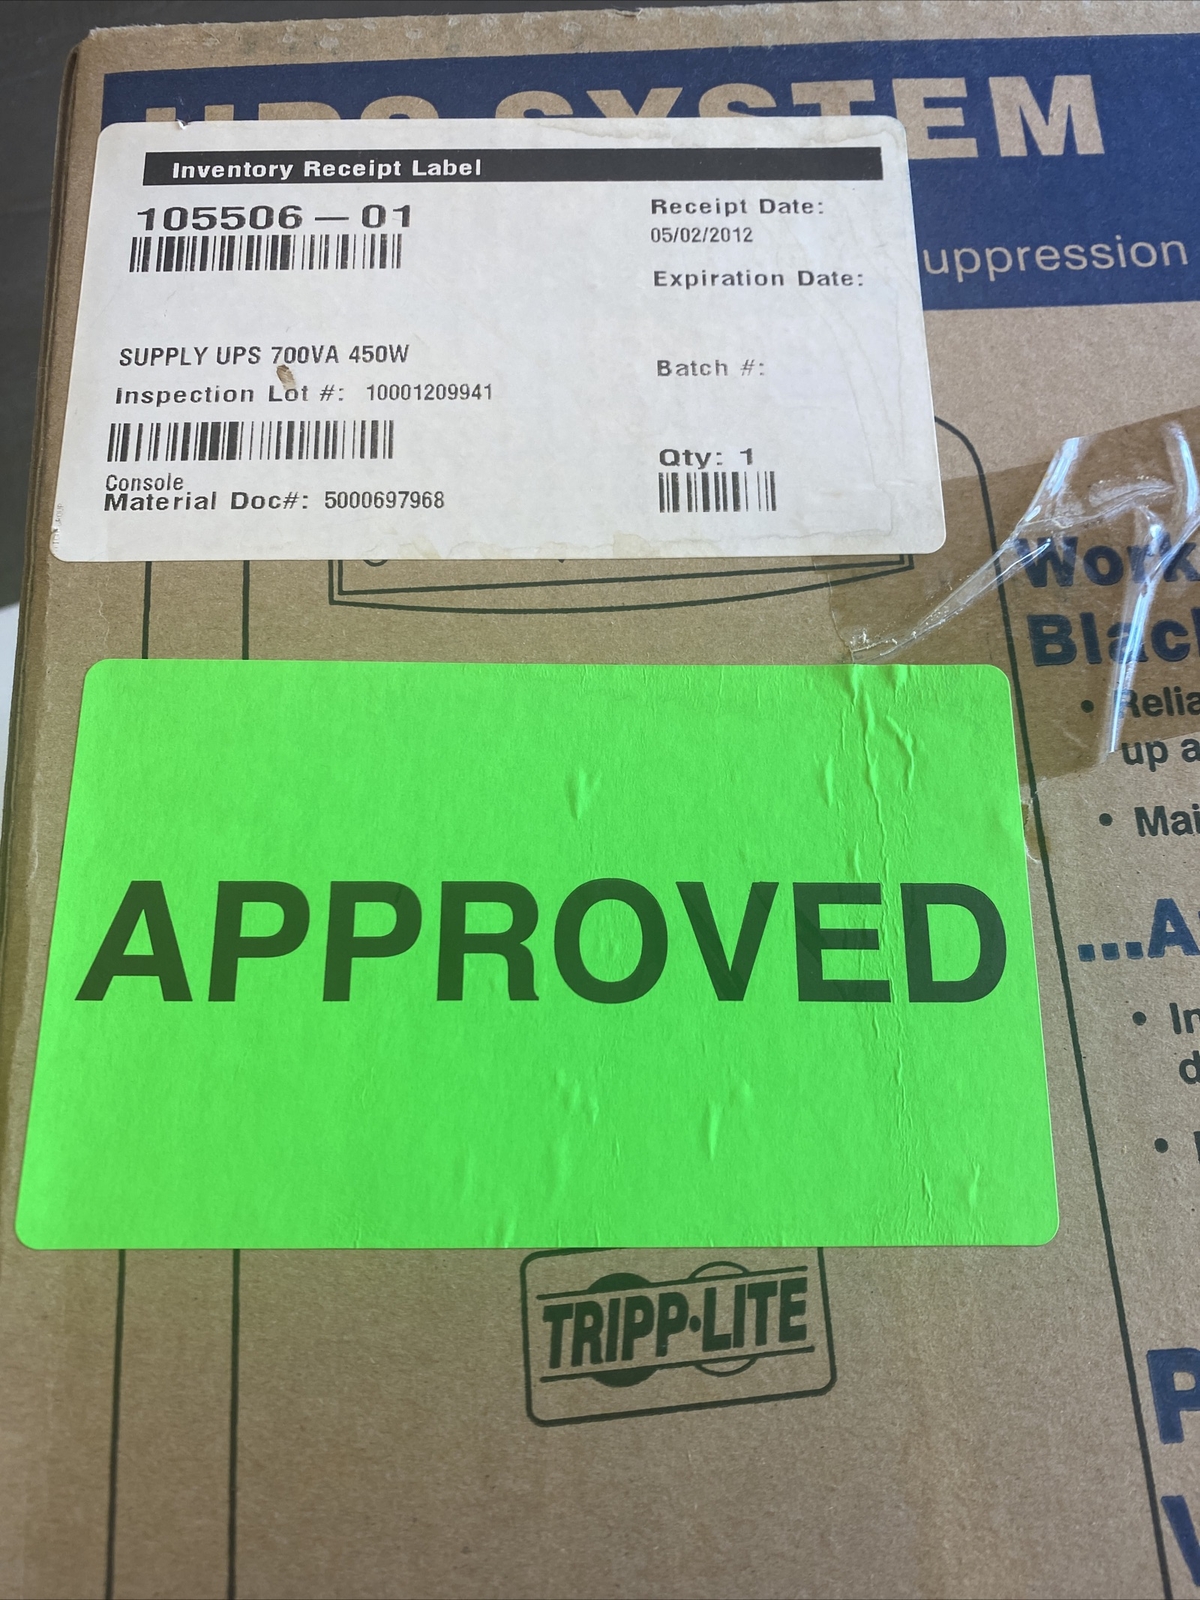 UPS SYSTEM
uppression
Inventory Receipt Label
105506-01
Receipt Date:
05/02/2012
Expiration Date:
SUPPLY UPS 700VA 450W
Batch #:
Inspection Lot #: 10001209941
Qty: 1
Console
Material Doc#: 5000697968
Work
Blac
• Relia
up a
• Mai
...A
• In
d
APPROVED
TRIPP·LITE
P